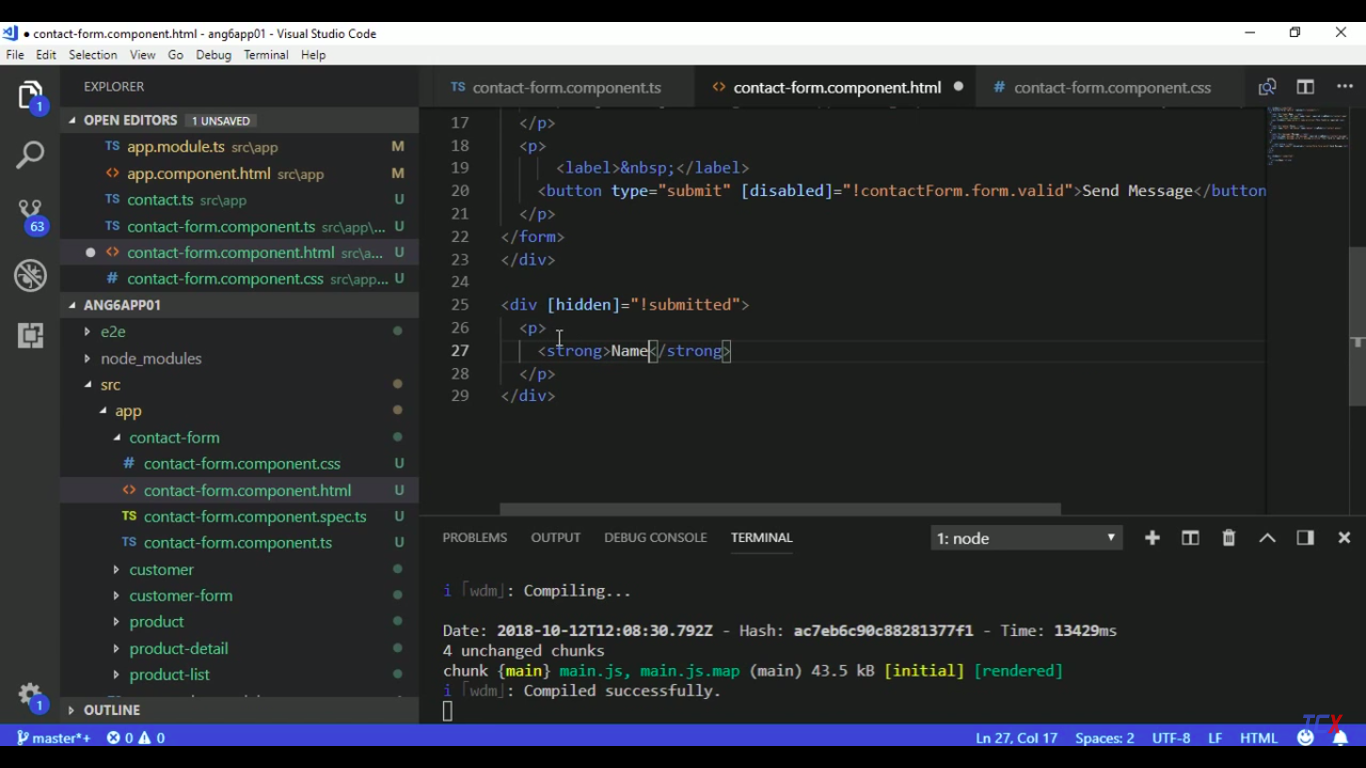 contact-form.component.html - ang6app01 - Visual Studio Code
File Edit Selection View Go Debug Terminal Help
EXPLORER
OPEN EDITORS 1 UNSAVED
TS app.module.ts src\app M
<> app.component.html src\app M
TS contact.ts src\app U
TS contact-form.component.ts src\app\... U
<> contact-form.component.html src\a... U
# contact-form.component.css src\app... U
ANG6APP01
e2e
node_modules
src
app
contact-form
# contact-form.component.css U
<> contact-form.component.html U
TS contact-form.component.spec.ts U
TS contact-form.component.ts U
customer
customer-form
product
product-detail
product-list
OUTLINE
1
63
1
TS contact-form.component.ts
<> contact-form.component.html
# contact-form.component.css
17 </p>
18 <p>
19 <label>&nbsp;</label>
20 <button type="submit" [disabled]="!contactForm.form.valid">Send Message</button
21 </p>
22 </form>
23 </div>
24
25 <div [hidden]="!submitted">
26 <p>
27 <strong>Name</strong>
28 </p>
29 </div>
PROBLEMS OUTPUT DEBUG CONSOLE TERMINAL 1: node
i ｢wdm｣: Compiling...
Date: 2018-10-12T12:08:30.792Z - Hash: ac7eb6c90c88281377f1 - Time: 13429ms
4 unchanged chunks
chunk {main} main.js, main.js.map (main) 43.5 kB [initial] [rendered]
i ｢wdm｣: Compiled successfully.
TCX
master*+ 0 0 Ln 27, Col 17 Spaces: 2 UTF-8 LF HTML